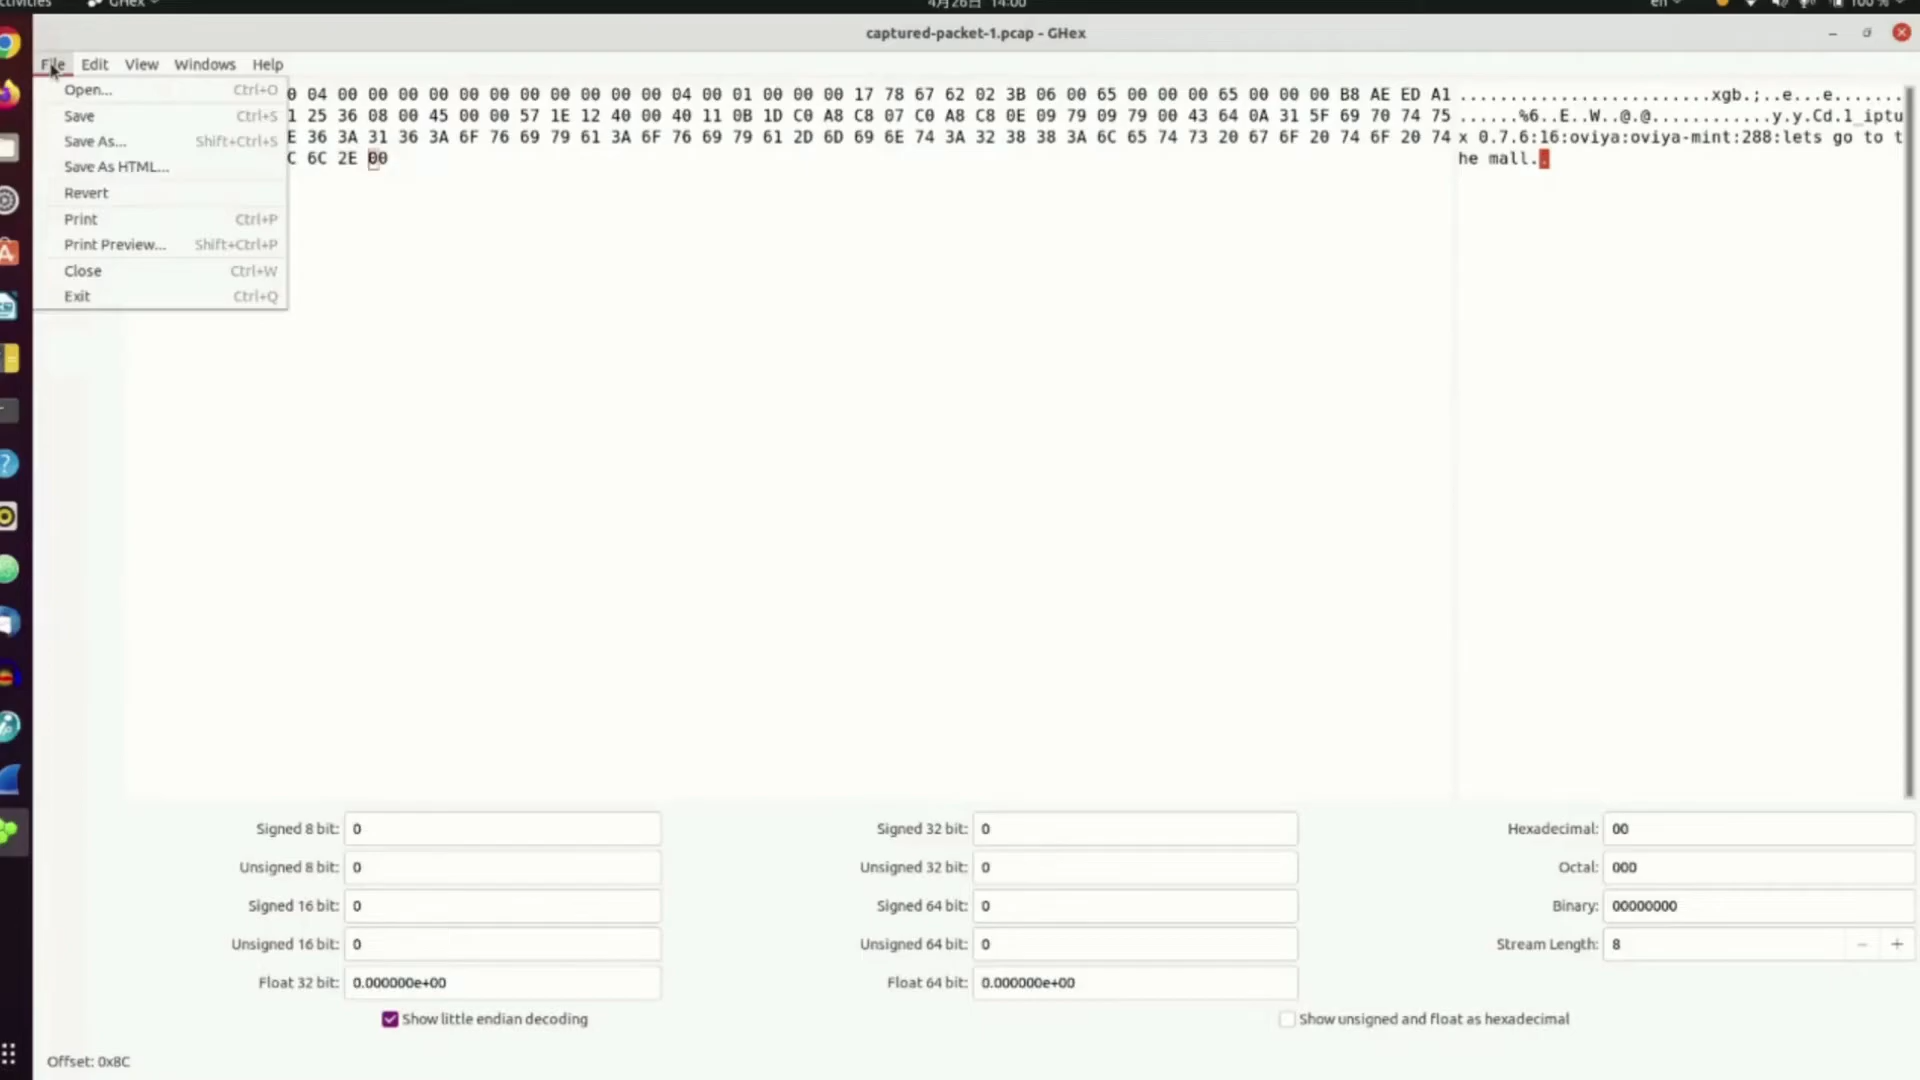 GHex
4月26日 14:00
en
100 %
captured-packet-1.pcap - GHex
File Edit View Windows Help
Open... Ctrl+O
Save Ctrl+S
Save As... Shift+Ctrl+S
Save As HTML...
Revert
Print Ctrl+P
Print Preview... Shift+Ctrl+P
Close Ctrl+W
Exit Ctrl+Q
0 04 00 00 00 00 00 00 00 00 00 00 00 04 00 01 00 00 00 17 78 67 62 02 3B 06 00 65 00 00 00 65 00 00 00 B8 AE ED A1 .........................xgb.;..e...e.......
1 25 36 08 00 45 00 00 57 1E 12 40 00 40 11 0B 1D C0 A8 C8 07 C0 A8 C8 0E 09 79 09 79 00 43 64 0A 31 5F 69 70 74 75 ......%6..E..W..@.@............y.y.Cd.1_iptu
E 36 3A 31 36 3A 6F 76 69 79 61 3A 6F 76 69 79 61 2D 6D 69 6E 74 3A 32 38 38 3A 6C 65 74 73 20 67 6F 20 74 6F 20 74 x 0.7.6:16:oviya:oviya-mint:288:lets go to t
C 6C 2E 00 he mall..
Signed 8 bit: 0 Signed 32 bit: 0 Hexadecimal: 00
Unsigned 8 bit: 0 Unsigned 32 bit: 0 Octal: 000
Signed 16 bit: 0 Signed 64 bit: 0 Binary: 00000000
Unsigned 16 bit: 0 Unsigned 64 bit: 0 Stream Length: 8 − +
Float 32 bit: 0.000000e+00 Float 64 bit: 0.000000e+00
Show little endian decoding Show unsigned and float as hexadecimal
Offset: 0x8C